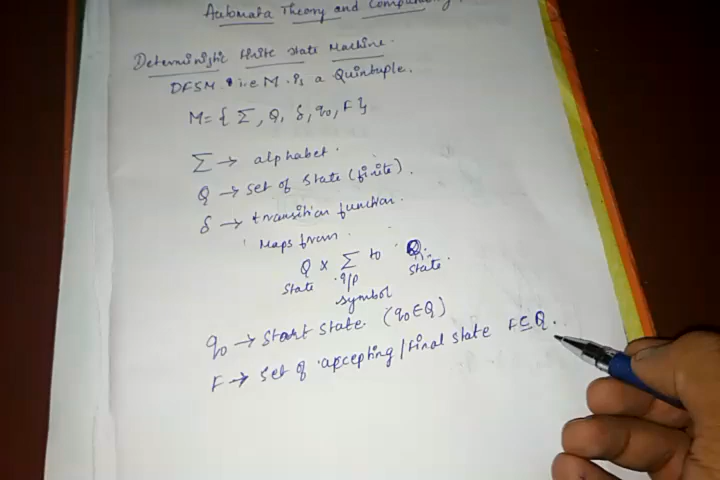 Automata Theory and Computability.
Deterministic Finite State Machine.
DFSM i.e M is a Quintuple.
M = { Σ, Q, δ, q₀, F }
Σ → alphabet.
Q → set of State (finite).
δ → transition function.
Maps from
Q × Σ to Q.
State i/p State.
symbol
q₀ → Start State (q₀ ∈ Q)
F → Set of accepting/final state F ⊆ Q.